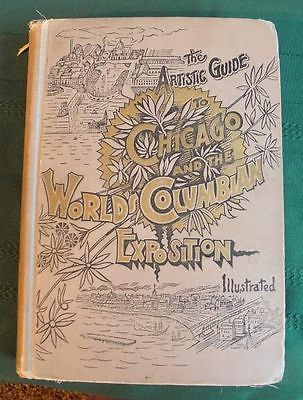 The
Artistic Guide
TO
CHICAGO
AND THE
WORLD'S COLUMBIAN
EXPOSITION
Illustrated